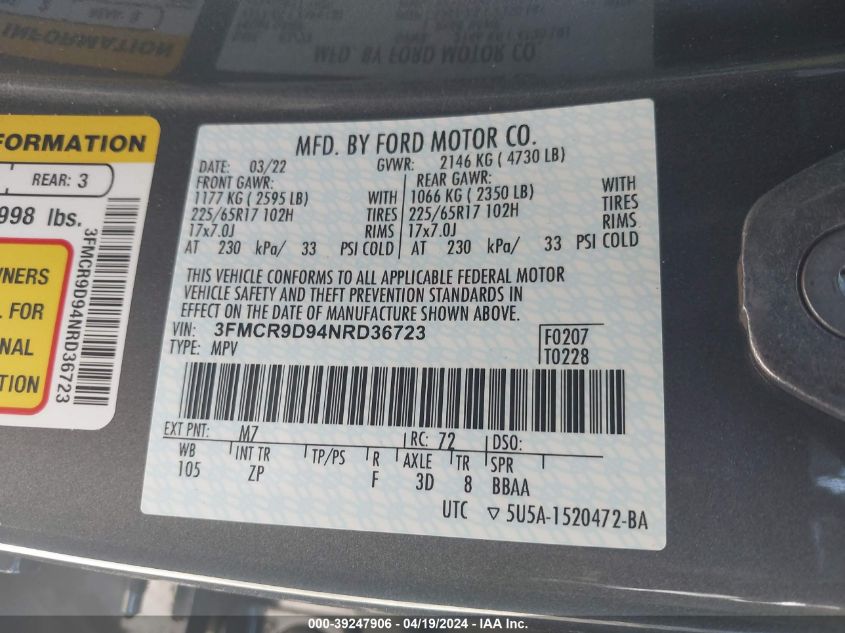 MFD. BY FORD MOTOR CO.
FORMATION
REAR: 3
998 lbs.
WNERS
L FOR
NAL
TION
3FMCR9D94NRD36723
MFD. BY FORD MOTOR CO.
DATE: 03/22 GVWR: 2146 KG ( 4730 LB)
FRONT GAWR: REAR GAWR:
1177 KG ( 2595 LB) WITH 1066 KG ( 2350 LB) WITH
225/65R17 102H TIRES 225/65R17 102H TIRES
17x7.0J RIMS 17x7.0J RIMS
AT 230 kPa/ 33 PSI COLD AT 230 kPa/ 33 PSI COLD
THIS VEHICLE CONFORMS TO ALL APPLICABLE FEDERAL MOTOR
VEHICLE SAFETY AND THEFT PREVENTION STANDARDS IN
EFFECT ON THE DATE OF MANUFACTURE SHOWN ABOVE.
VIN: 3FMCR9D94NRD36723 F0207
TYPE: MPV T0228
EXT PNT: M7 RC: 72 DSO:
WB INT TR TP/PS R AXLE TR SPR
105 ZP F 3D 8 BBAA
UTC ▽ 5U5A-1520472-BA
000-39247906 - 04/19/2024 - IAA Inc.